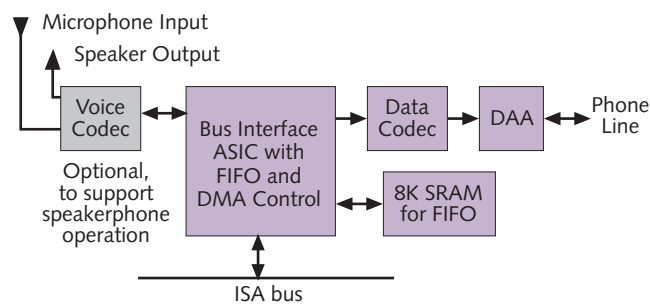 Microphone Input
Speaker Output
Voice
Codec
Optional,
to support
speakerphone
operation
Bus Interface
ASIC with
FIFO and
DMA Control
Data
Codec
DAA
Phone
Line
8K SRAM
for FIFO
ISA bus